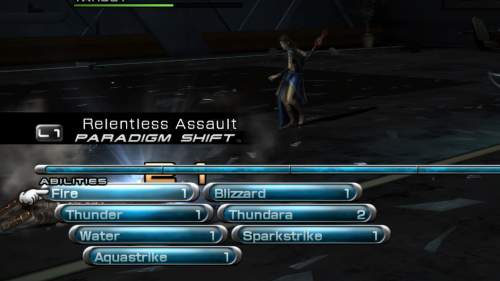 TARGET
L1 Relentless Assault
PARADIGM SHIFT
ABILITIES
Fire 1 Blizzard 1
Thunder 1 Thundara 2
Water 1 Sparkstrike 1
Aquastrike 1